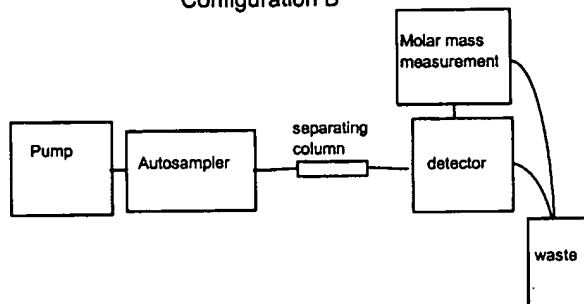 Configuration B
Molar mass
measurement
Pump
Autosampler
separating
column
detector
waste